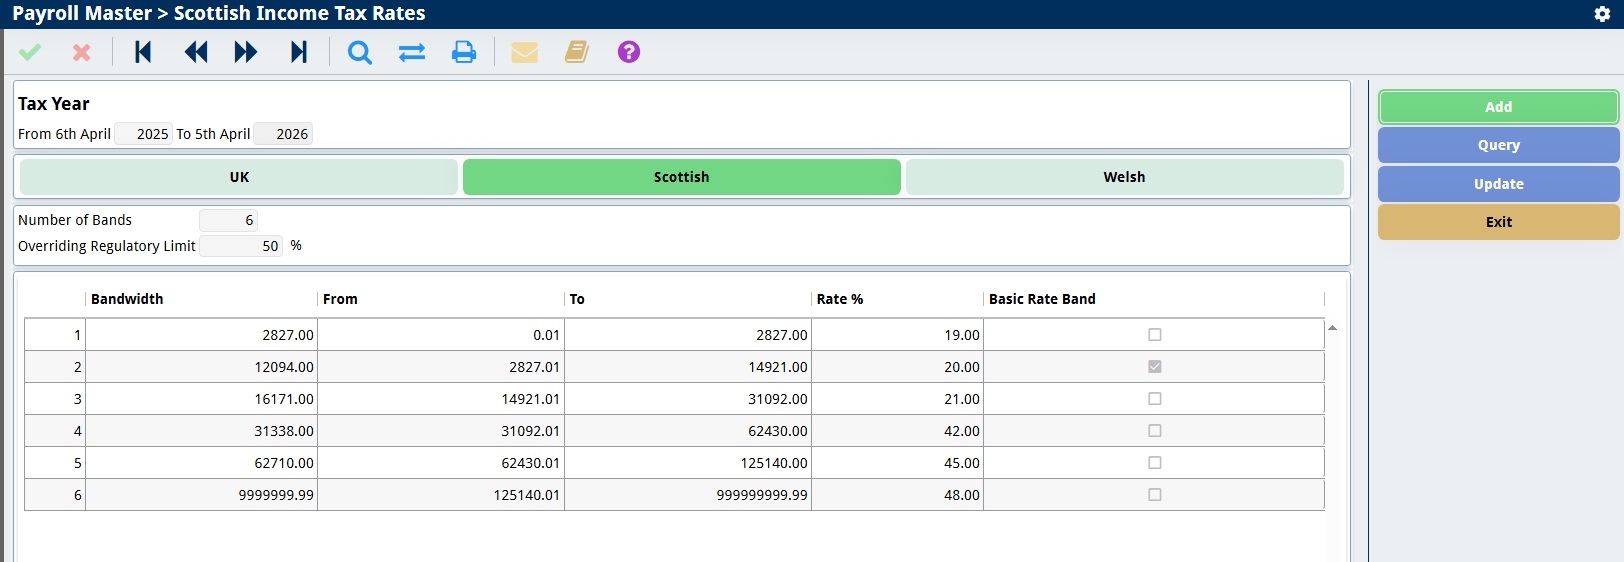 Payroll Master > Scottish Income Tax Rates
?
Tax Year
From 6th April 2025 To 5th April 2026
UK Scottish Welsh
Number of Bands 6
Overriding Regulatory Limit 50 %
Bandwidth From To Rate % Basic Rate Band
1 2827.00 0.01 2827.00 19.00
2 12094.00 2827.01 14921.00 20.00
3 16171.00 14921.01 31092.00 21.00
4 31338.00 31092.01 62430.00 42.00
5 62710.00 62430.01 125140.00 45.00
6 9999999.99 125140.01 999999999.99 48.00
Add
Query
Update
Exit